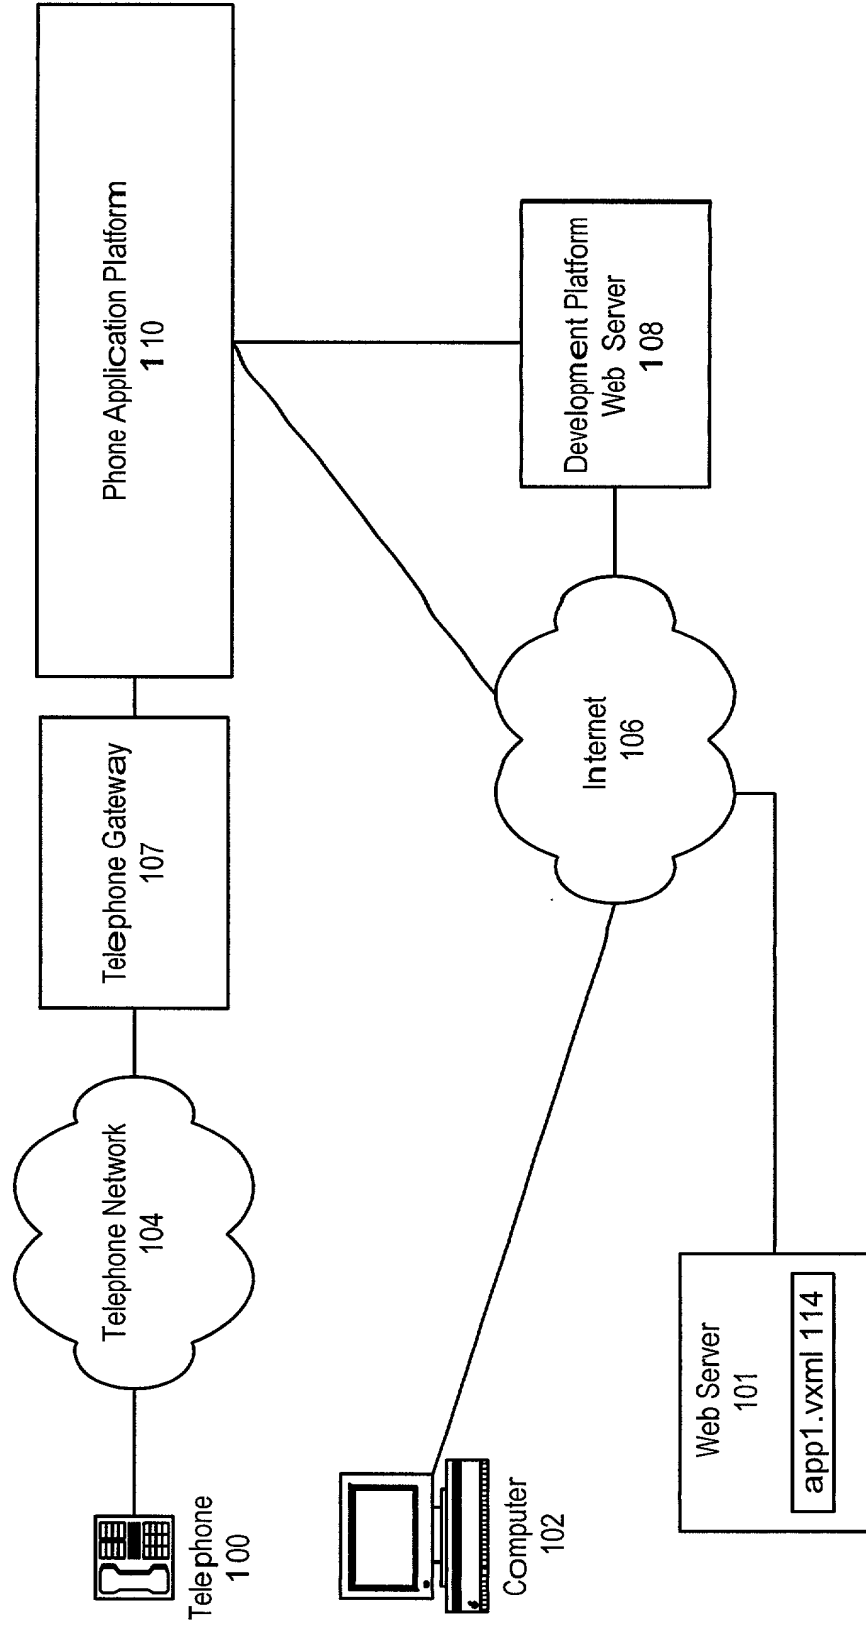 Telephone
100
Telephone Network
104
Telephone Gateway
107
Phone Application Platform
110
Computer
102
Internet
106
Development Platform
Web Server
108
Web Server
101
app1.vxml 114